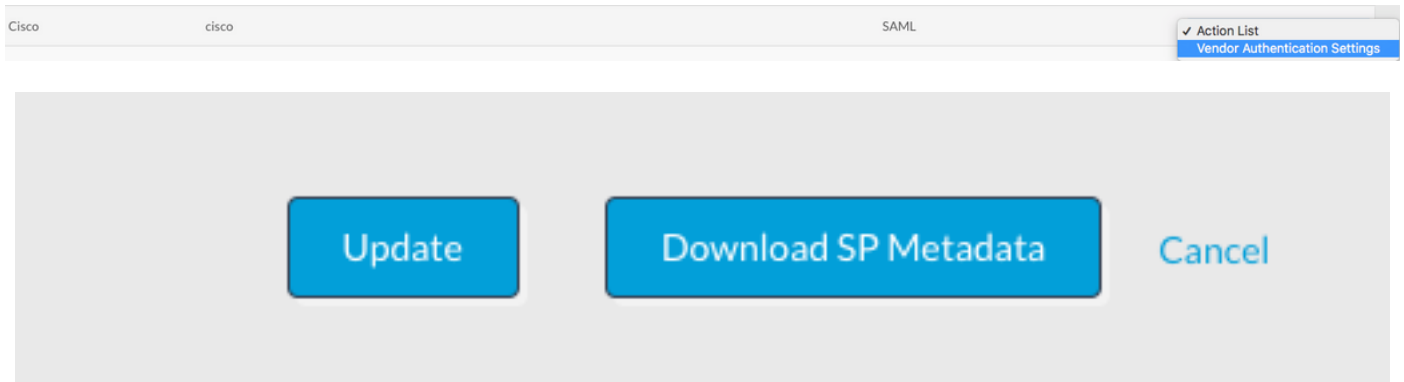 Cisco cisco SAML ✓ Action List
Vendor Authentication Settings
Update Download SP Metadata Cancel